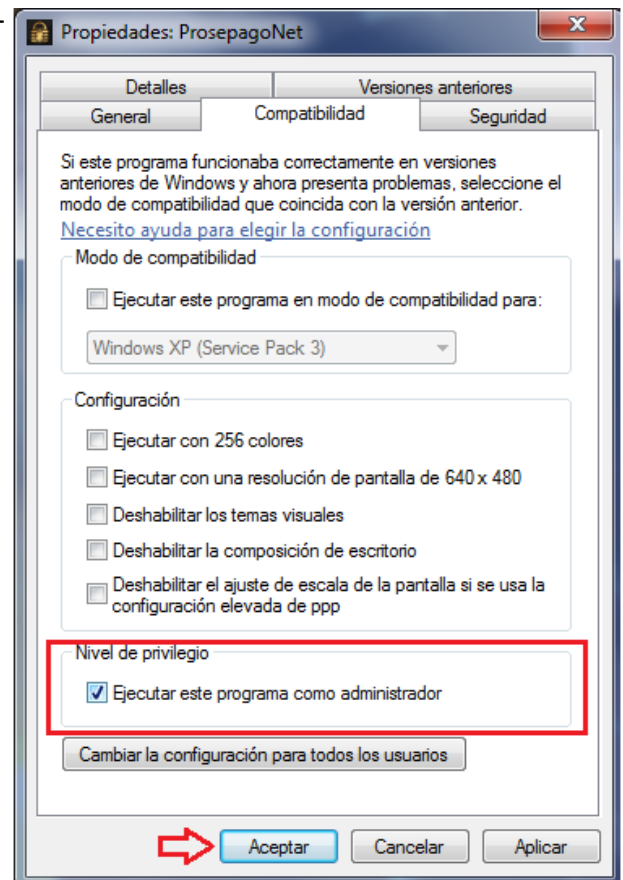 Propiedades: ProsepagoNet
Detalles
Versiones anteriores
General
Compatibilidad
Seguridad
Si este programa funcionaba correctamente en versiones
anteriores de Windows y ahora presenta problemas, seleccione el
modo de compatibilidad que coincida con la versión anterior.
Necesito ayuda para elegir la configuración
Modo de compatibilidad
Ejecutar este programa en modo de compatibilidad para:
Windows XP (Service Pack 3)
Configuración
Ejecutar con 256 colores
Ejecutar con una resolución de pantalla de 640 x 480
Deshabilitar los temas visuales
Deshabilitar la composición de escritorio
Deshabilitar el ajuste de escala de la pantalla si se usa la
configuración elevada de ppp
Nivel de privilegio
Ejecutar este programa como administrador
Cambiar la configuración para todos los usuarios
Aceptar
Cancelar
Aplicar